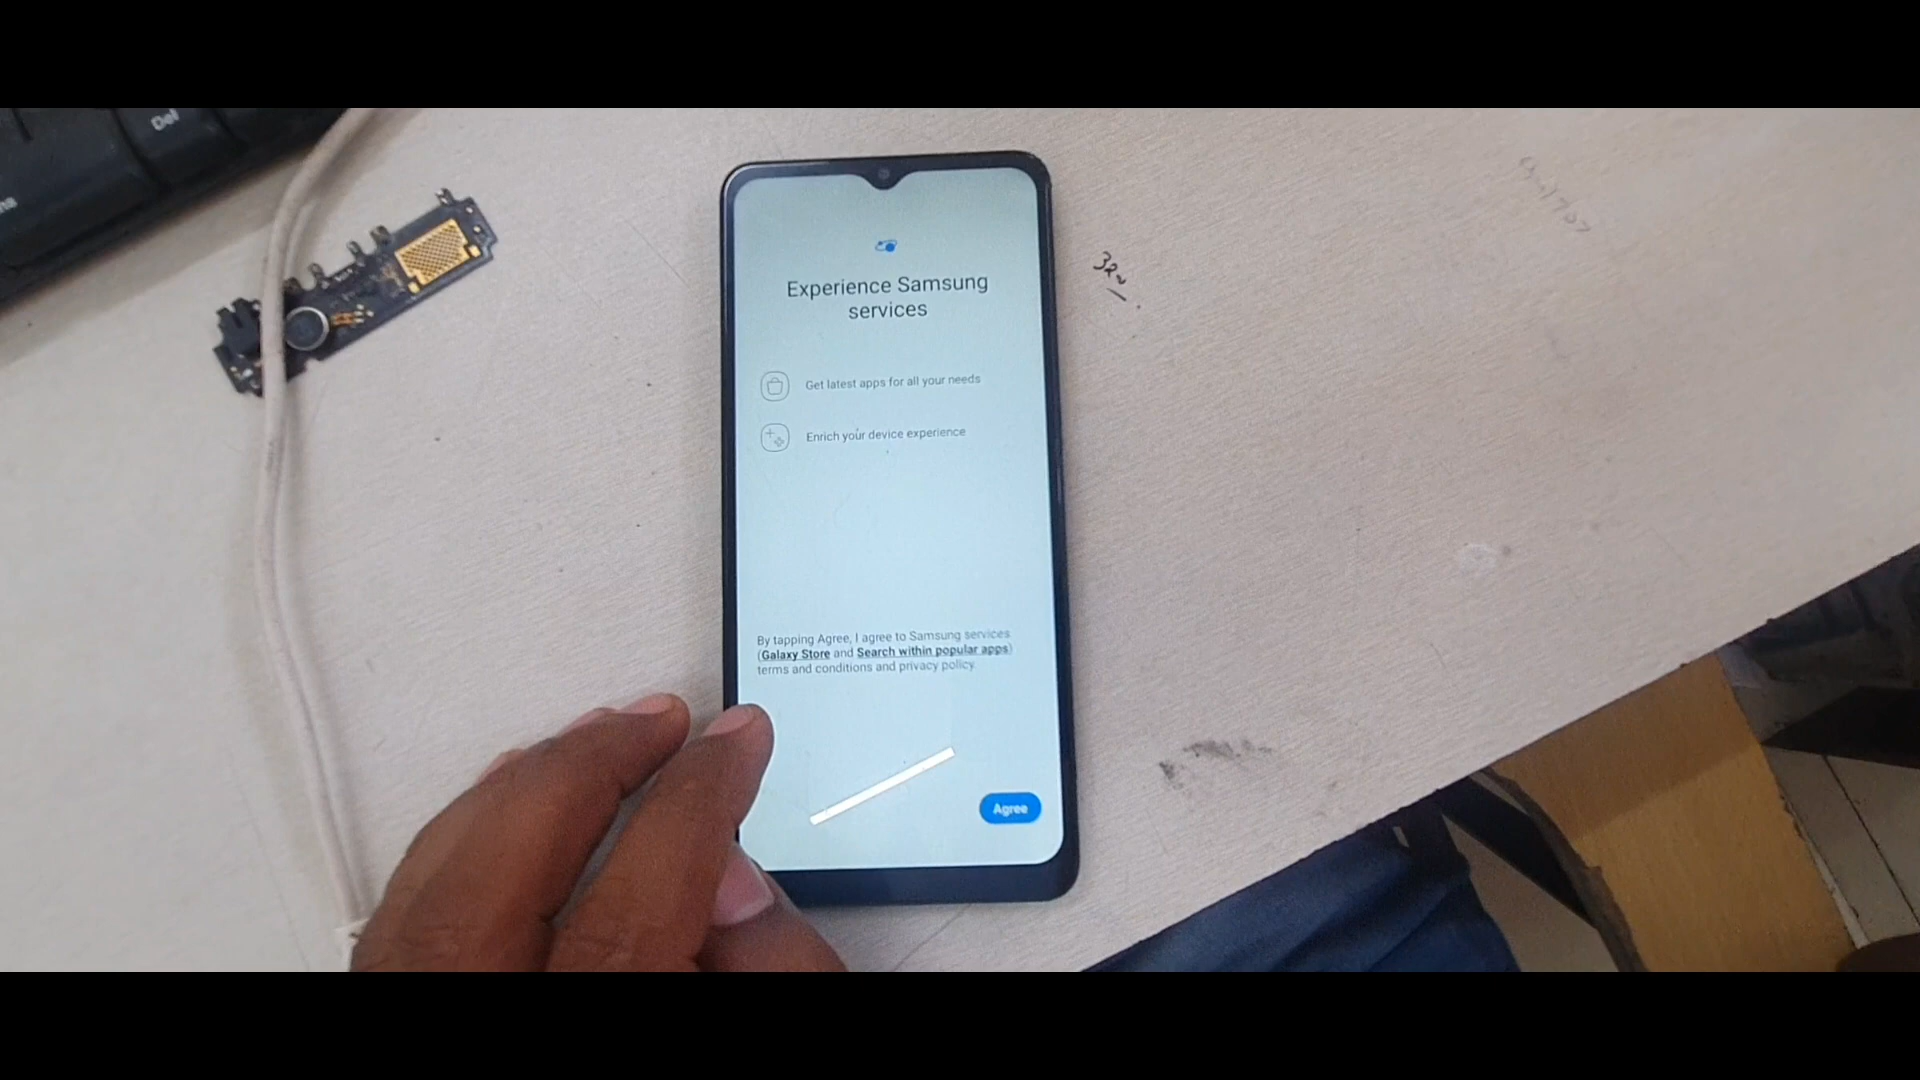 Del
Experience Samsung
services
Get latest apps for all your needs
Enrich your device experience
By tapping Agree, I agree to Samsung services
(Galaxy Store and Search within popular apps)
terms and conditions and privacy policy.
Agree